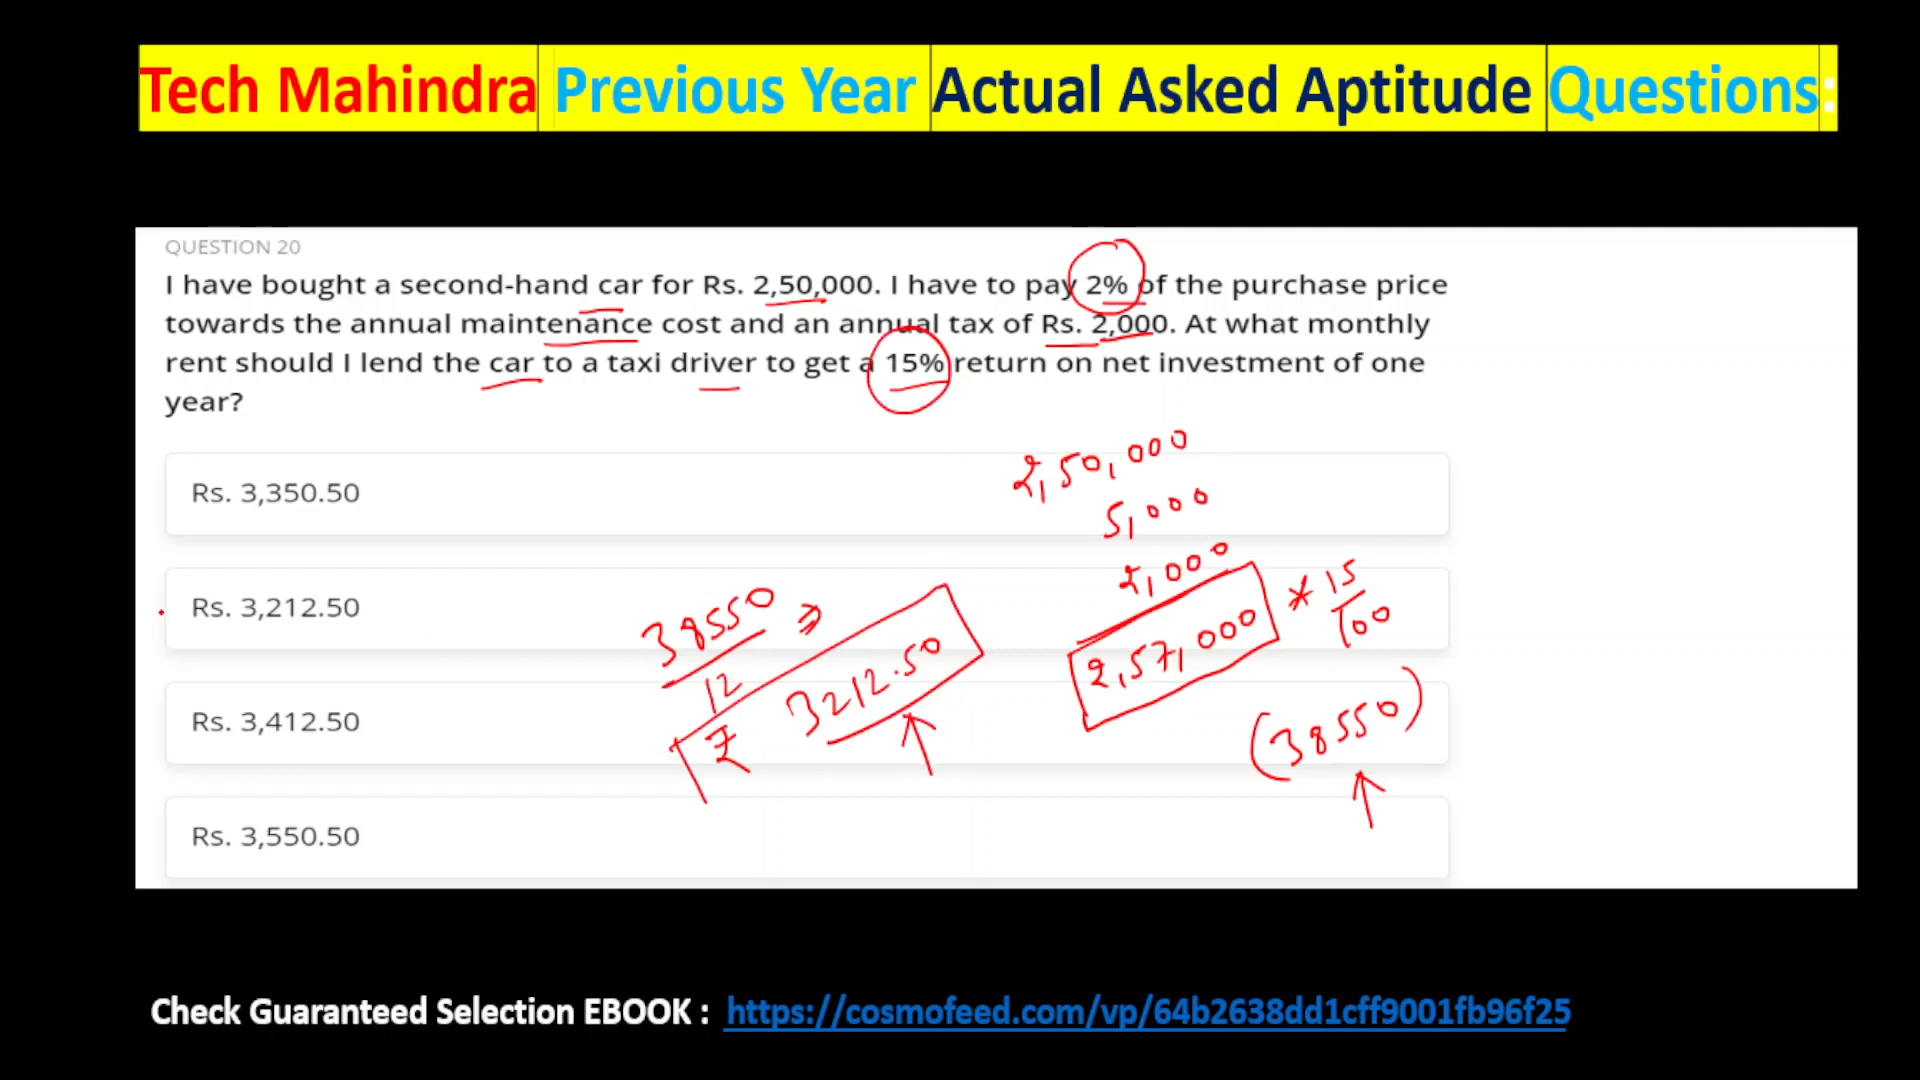 Tech Mahindra Previous Year Actual Asked Aptitude Questions:
QUESTION 20
I have bought a second-hand car for Rs. 2,50,000. I have to pay 2% of the purchase price
towards the annual maintenance cost and an annual tax of Rs. 2,000. At what monthly
rent should I lend the car to a taxi driver to get a 15% return on net investment of one
year?
2,50,000
Rs. 3,350.50
5,000
2,000
Rs. 3,212.50
38550
12
⇒
₹ 3212.50
2,57,000 * 15
100
(38550)
Rs. 3,412.50
Rs. 3,550.50
Check Guaranteed Selection EBOOK : https://cosmofeed.com/vp/64b2638dd1cff9001fb96f25